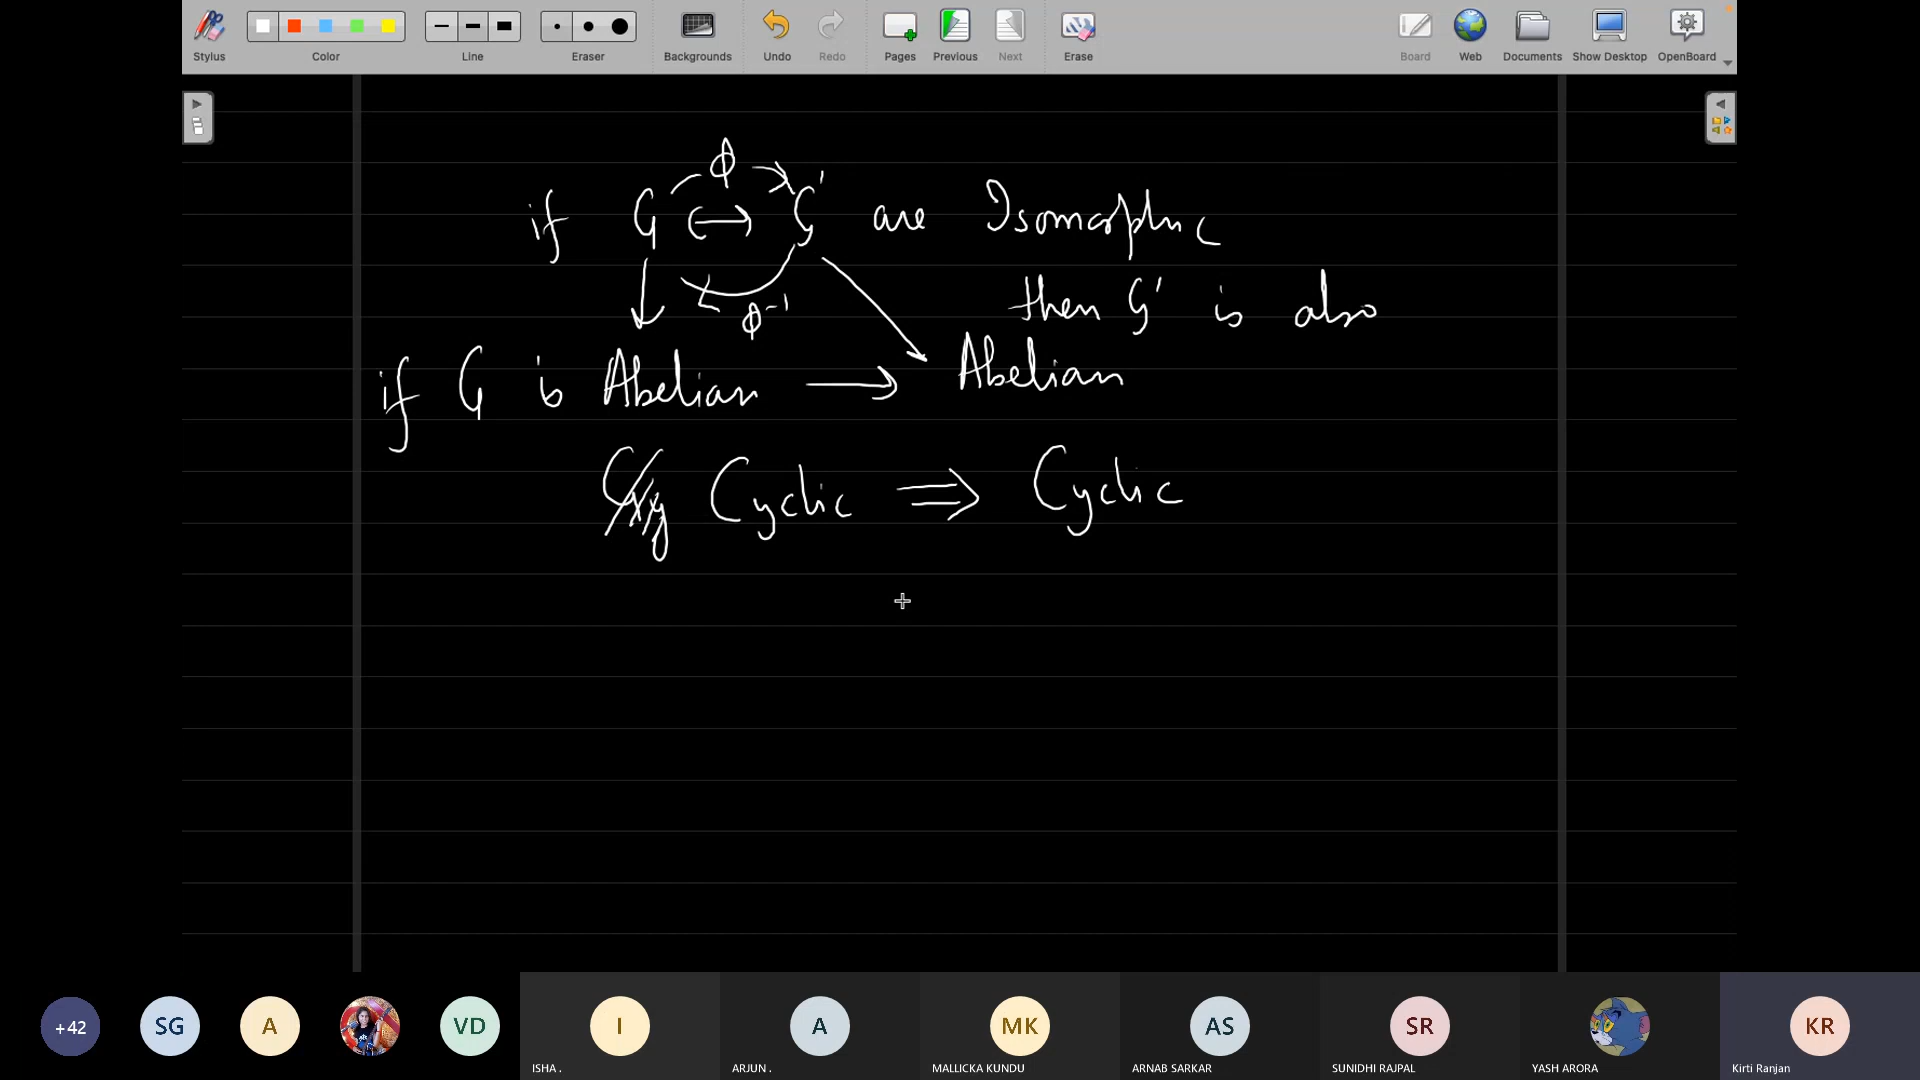 Stylus Color Line Eraser Backgrounds Undo Redo Pages Previous Next Erase Board Web Documents Show Desktop OpenBoard
ϕ
if G ↔ G' are Isomorphic
ϕ⁻¹
then G' is also
if G is Abelian → Abelian
Cyclic ⇒ Cyclic
+42 SG A VD I A MK AS SR KR
ISHA . ARJUN . MALLICKA KUNDU ARNAB SARKAR SUNIDHI RAJPAL YASH ARORA Kirti Ranjan